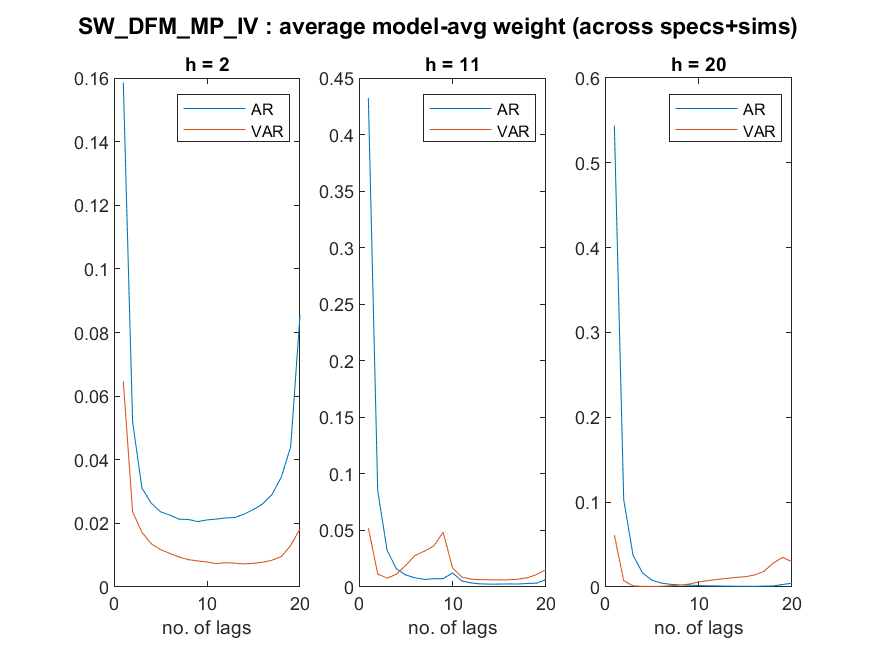 SW_DFM_MP_IV : average model-avg weight (across specs+sims)
h = 2
0.16
0.14
0.12
0.1
0.08
0.06
0.04
0.02
0
AR
VAR
0
10
20
no. of lags
h = 11
0.45
0.4
0.35
0.3
0.25
0.2
0.15
0.1
0.05
0
AR
VAR
0
10
20
no. of lags
h = 20
0.6
0.5
0.4
0.3
0.2
0.1
0
AR
VAR
0
10
20
no. of lags